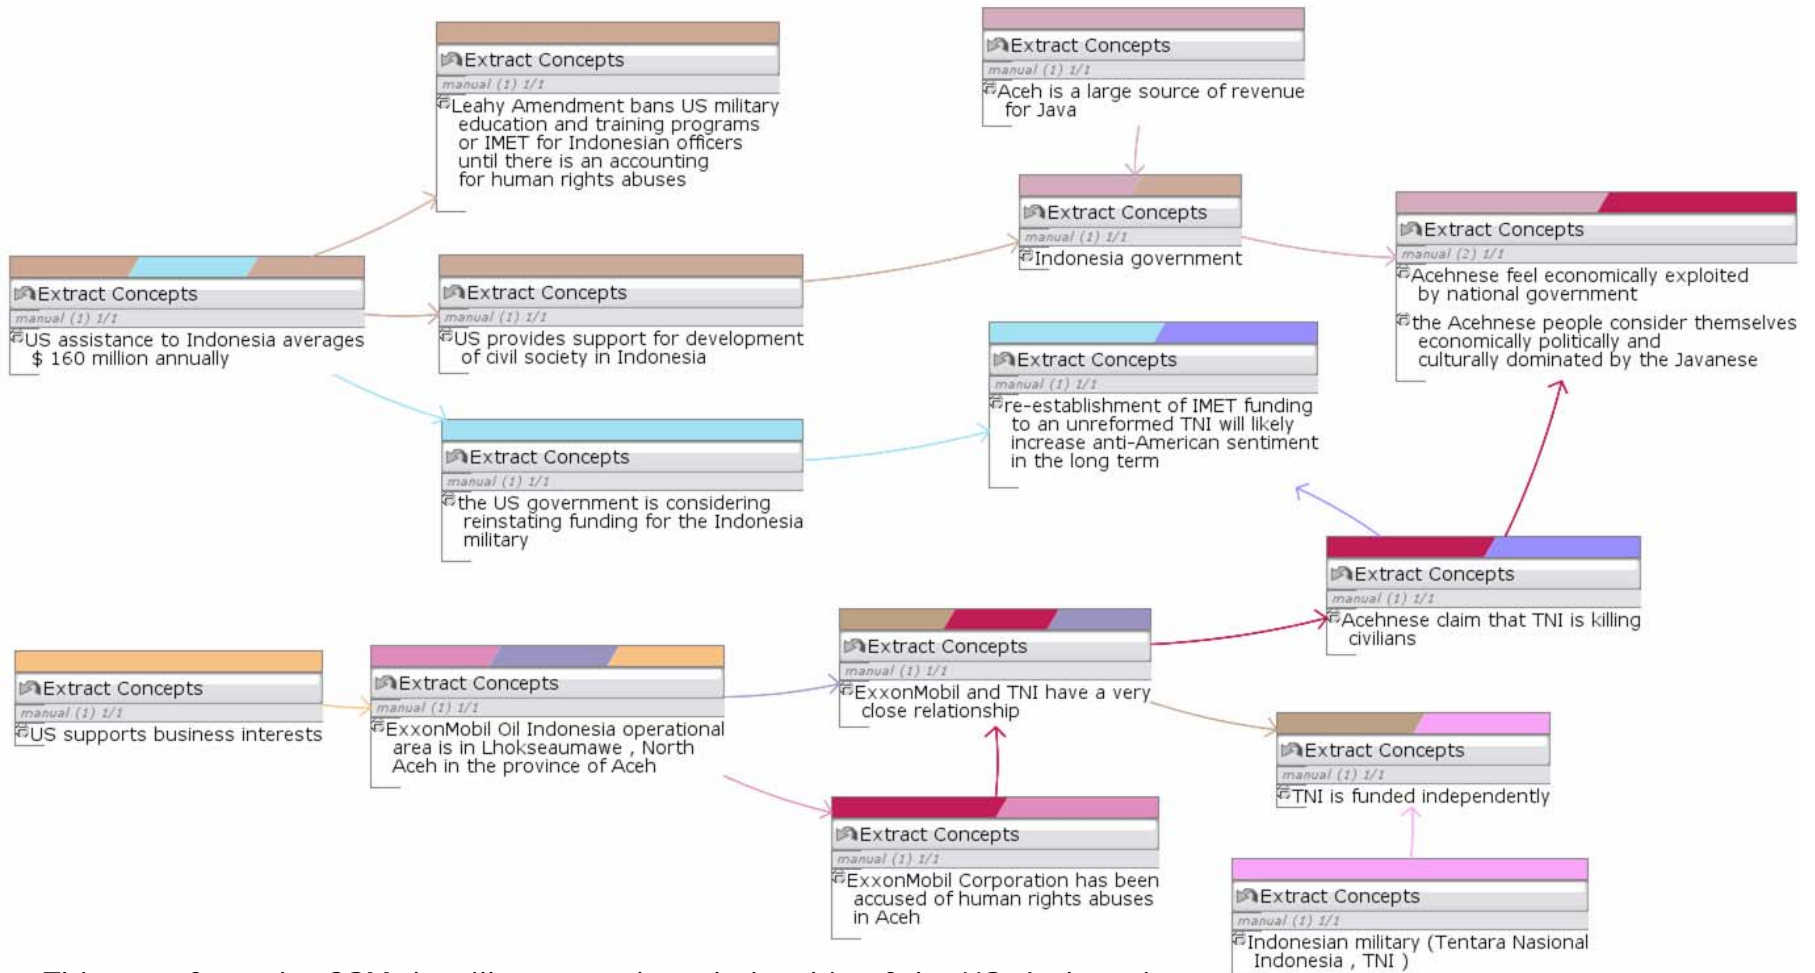 Extract Concepts
manual (1) 1/1
Leahy Amendment bans US military
education and training programs
or IMET for Indonesian officers
until there is an accounting
for human rights abuses
Extract Concepts
manual (1) 1/1
Aceh is a large source of revenue
for Java
Extract Concepts
manual (1) 1/1
Indonesia government
Extract Concepts
manual (2) 1/1
Acehnese feel economically exploited
by national government
the Acehnese people consider themselves
economically politically and
culturally dominated by the Javanese
Extract Concepts
manual (1) 1/1
US assistance to Indonesia averages
$ 160 million annually
Extract Concepts
manual (1) 1/1
US provides support for development
of civil society in Indonesia
Extract Concepts
manual (1) 1/1
re-establishment of IMET funding
to an unreformed TNI will likely
increase anti-American sentiment
in the long term
Extract Concepts
manual (1) 1/1
the US government is considering
reinstating funding for the Indonesia
military
Extract Concepts
manual (1) 1/1
Acehnese claim that TNI is killing
civilians
Extract Concepts
manual (1) 1/1
US supports business interests
Extract Concepts
manual (1) 1/1
ExxonMobil Oil Indonesia operational
area is in Lhokseaumawe , North
Aceh in the province of Aceh
Extract Concepts
manual (1) 1/1
ExxonMobil and TNI have a very
close relationship
Extract Concepts
manual (1) 1/1
TNI is funded independently
Extract Concepts
manual (1) 1/1
ExxonMobil Corporation has been
accused of human rights abuses
in Aceh
Extract Concepts
manual (1) 1/1
Indonesian military (Tentara Nasional
Indonesia , TNI )